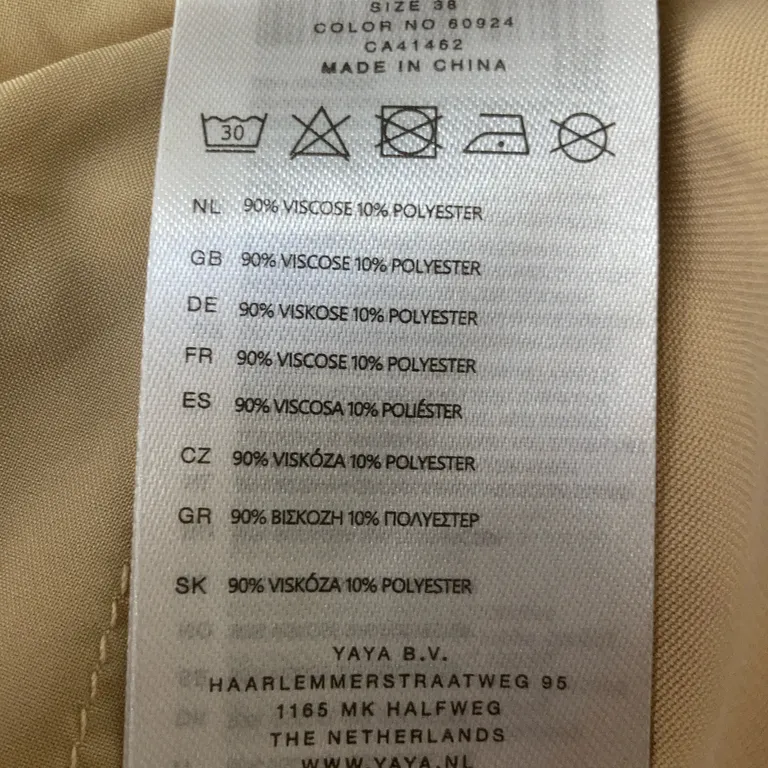 SIZE 38
COLOR NO 60924
CA41462
MADE IN CHINA
30
NL 90% VISCOSE 10% POLYESTER
GB 90% VISCOSE 10% POLYESTER
DE 90% VISKOSE 10% POLYESTER
FR 90% VISCOSE 10% POLYESTER
ES 90% VISCOSA 10% POLIÉSTER
CZ 90% VISKÓZA 10% POLYESTER
GR 90% ΒΙΣΚΟΖΗ 10% ΠΟΛΥΕΣΤΕΡ
SK 90% VISKÓZA 10% POLYESTER
YAYA B.V.
HAARLEMMERSTRAATWEG 95
1165 MK HALFWEG
THE NETHERLANDS
WWW.YAYA.NL